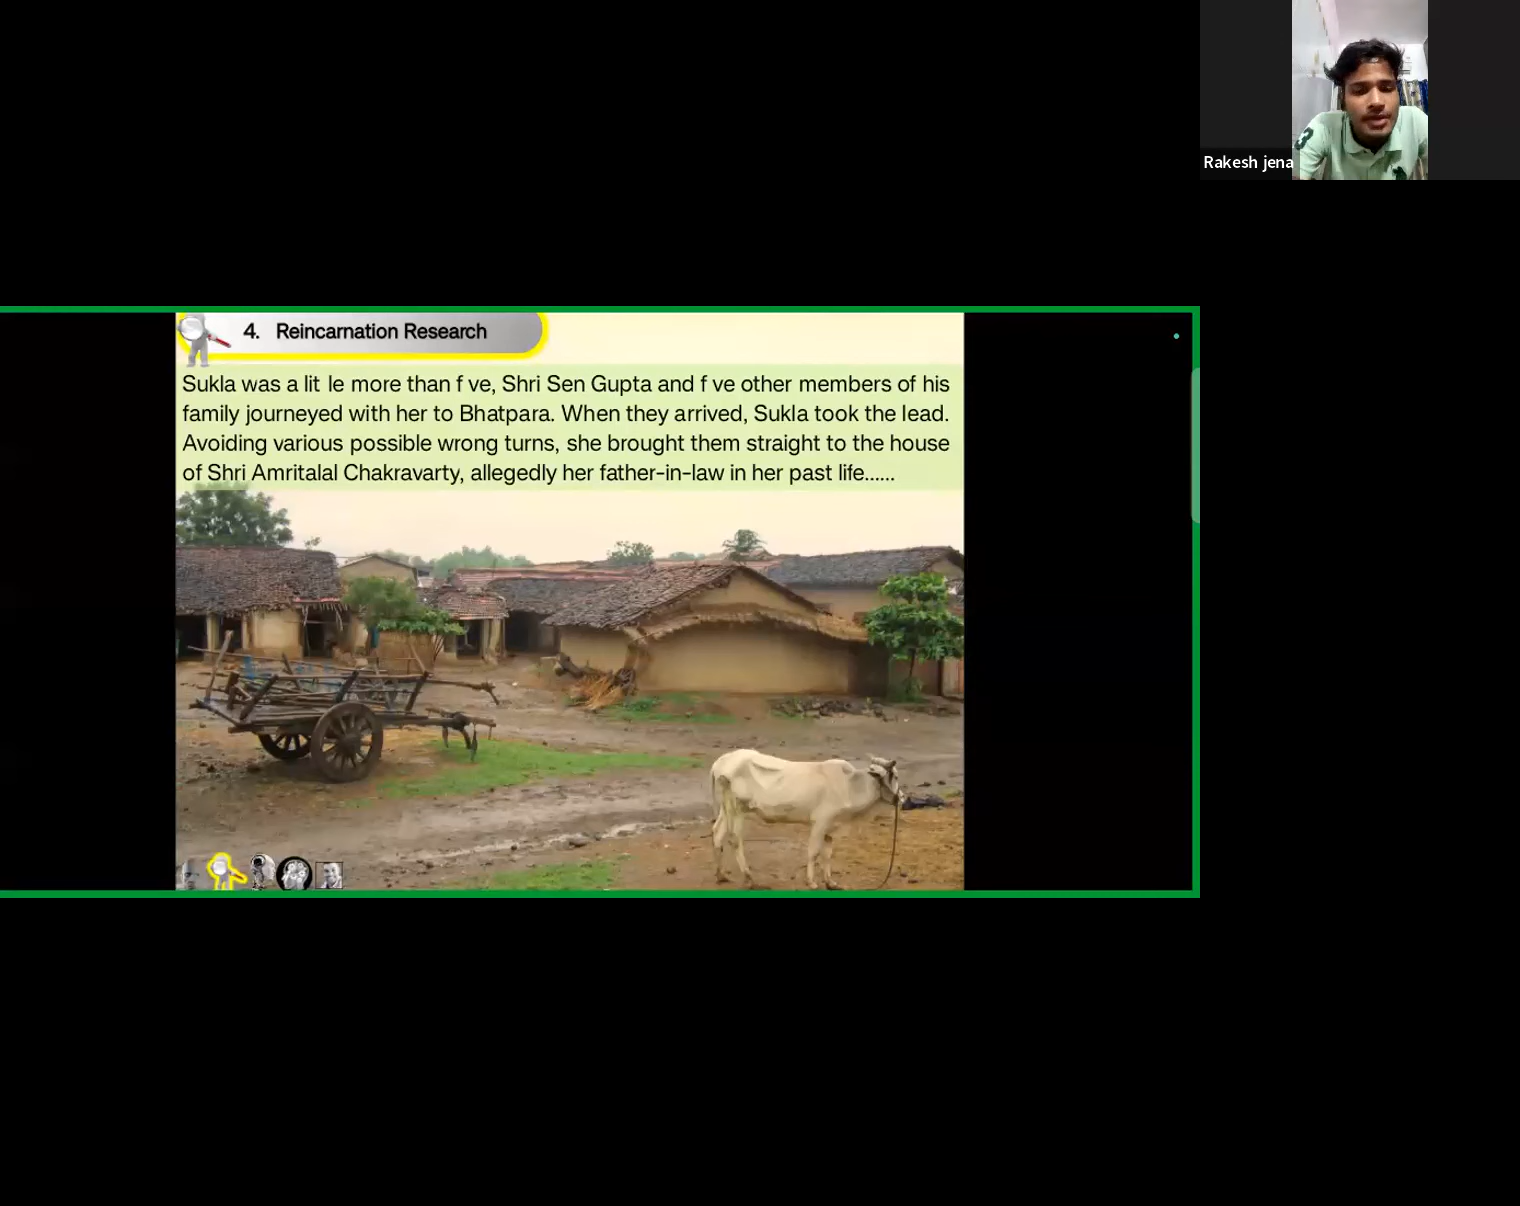 Rakesh jena
4. Reincarnation Research
Sukla was a lit le more than f ve, Shri Sen Gupta and f ve other members of his
family journeyed with her to Bhatpara. When they arrived, Sukla took the lead.
Avoiding various possible wrong turns, she brought them straight to the house
of Shri Amritalal Chakravarty, allegedly her father-in-law in her past life......
3